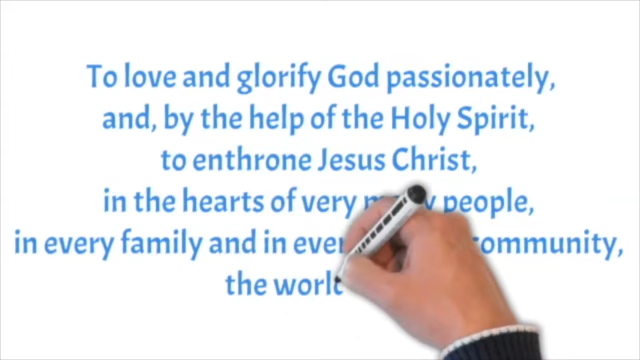 To love and glorify God passionately,
and, by the help of the Holy Spirit,
to enthrone Jesus Christ,
in the hearts of very people,
in every family and in community,
the